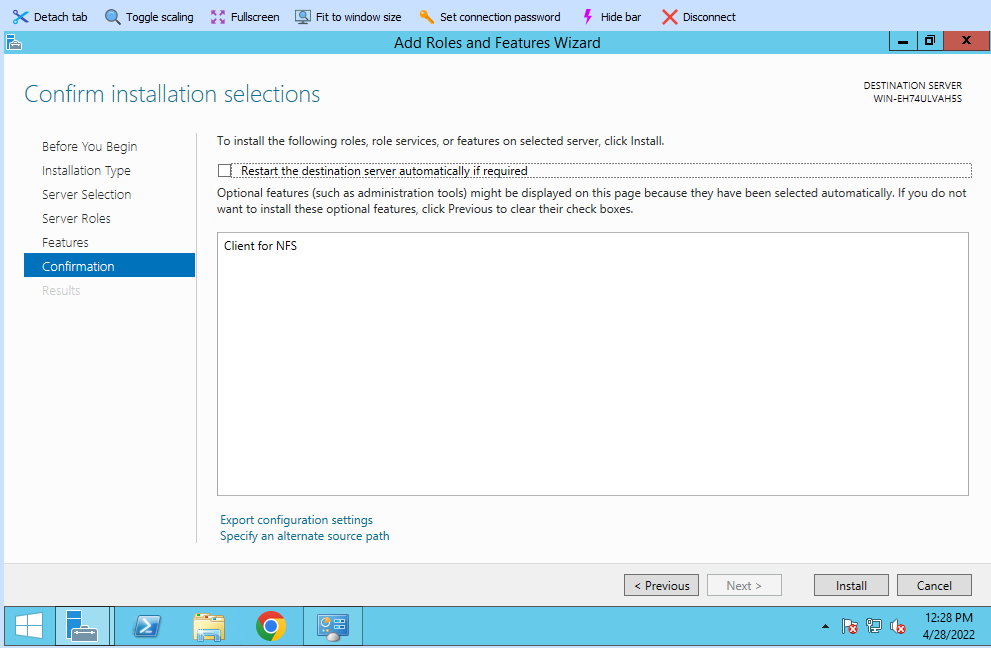 Detach tab Toggle scaling Fullscreen Fit to window size Set connection password Hide bar Disconnect
Add Roles and Features Wizard
Confirm installation selections
DESTINATION SERVER
WIN-EH74ULVAH5S
Before You Begin
Installation Type
Server Selection
Server Roles
Features
Confirmation
Results
To install the following roles, role services, or features on selected server, click Install.
Restart the destination server automatically if required
Optional features (such as administration tools) might be displayed on this page because they have been selected automatically. If you do not
want to install these optional features, click Previous to clear their check boxes.
Client for NFS
Export configuration settings
Specify an alternate source path
< Previous Next > Install Cancel
12:28 PM
4/28/2022